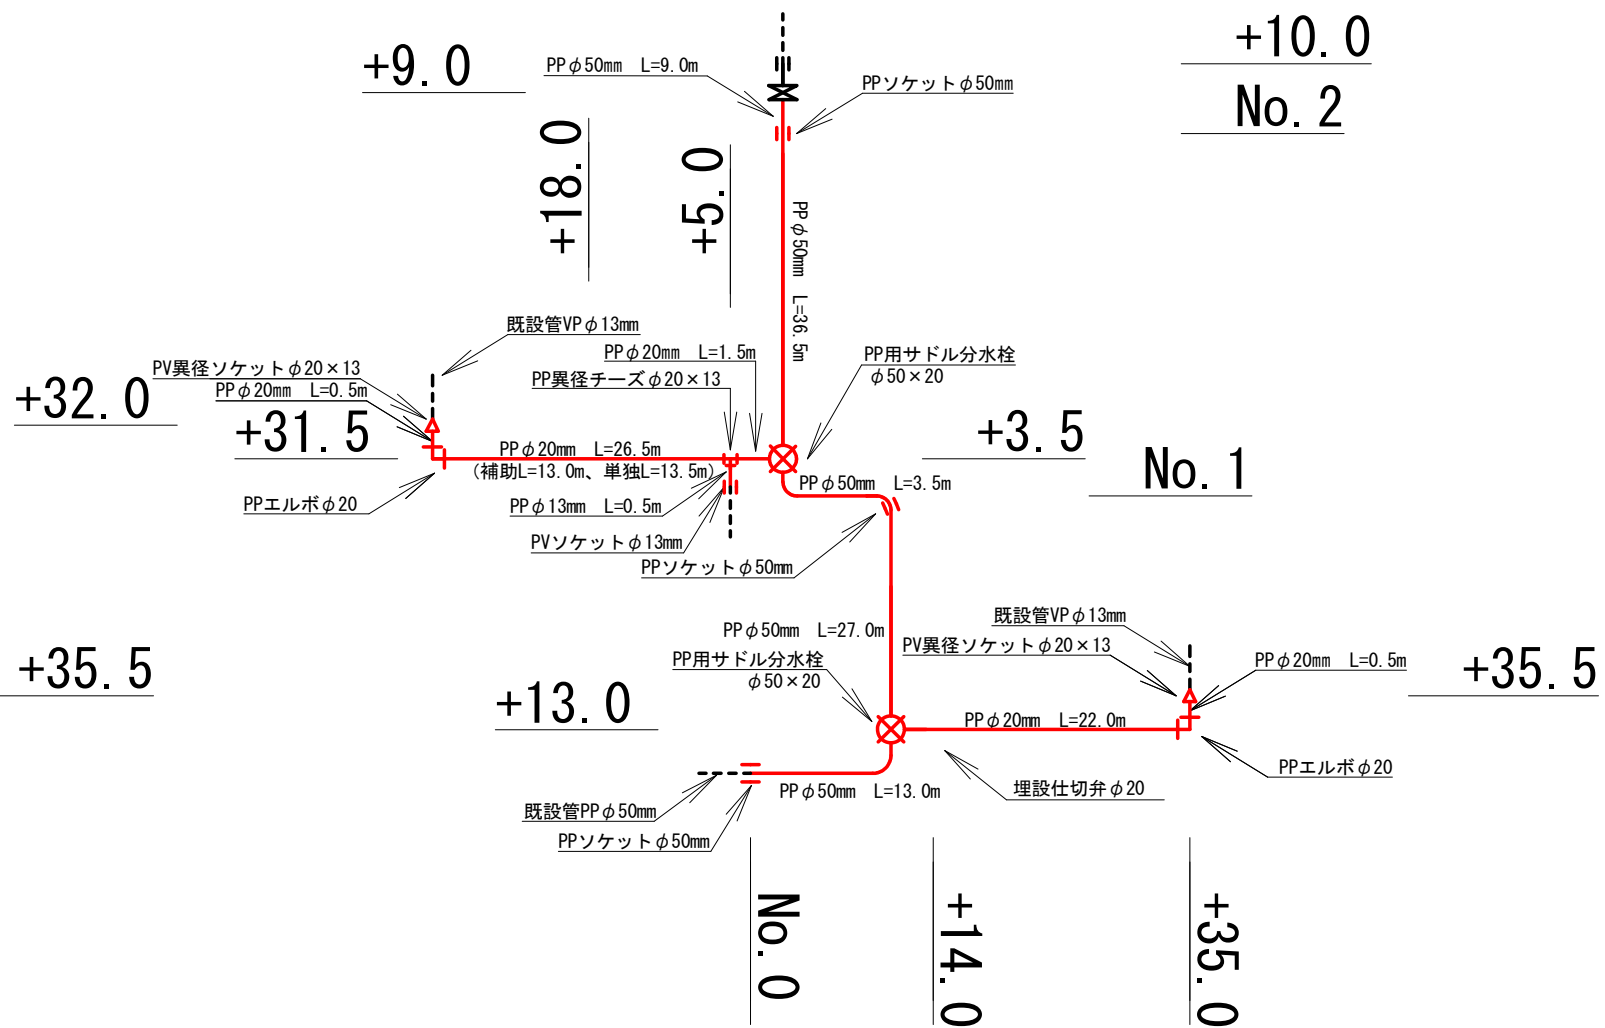 +9.0
PPφ50mm L=9.0m
PPソケットφ50mm
+10.0
No.2
+18.0
+5.0
PPφ50mm L=36.5m
既設管VPφ13mm
PPφ20mm L=1.5m
PP用サドル分水栓
φ50×20
PV異径ソケットφ20×13
PPφ20mm L=0.5m
PP異径チーズφ20×13
+32.0
+31.5
PPφ20mm L=26.5m
(補助L=13.0m、単独L=13.5m)
+3.5
No.1
PPφ50mm L=3.5m
PPエルボφ20
PPφ13mm L=0.5m
PVソケットφ13mm
PPソケットφ50mm
既設管VPφ13mm
PPφ50mm L=27.0m
PV異径ソケットφ20×13
PP用サドル分水栓
φ50×20
PPφ20mm L=0.5m
+35.5
+35.5
+13.0
PPφ20mm L=22.0m
PPエルボφ20
PPφ50mm L=13.0m
埋設仕切弁φ20
既設管PPφ50mm
PPソケットφ50mm
No.0
+14.0
+35.0